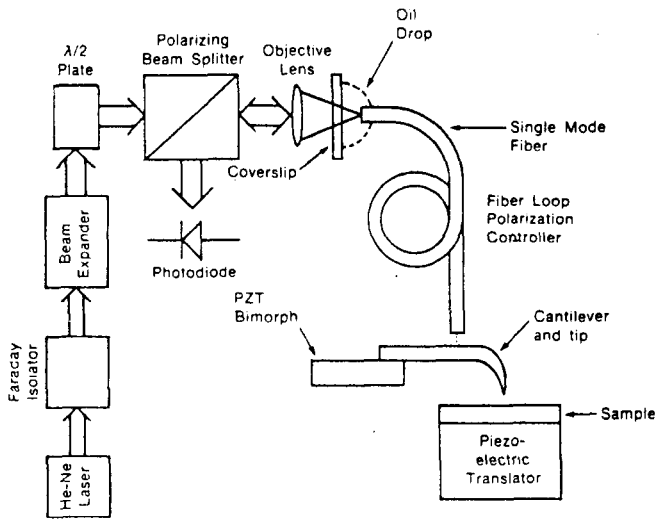 Oil
Drop
λ/2
Plate
Polarizing
Beam Splitter
Objective
Lens
Single Mode
Fiber
Coverslip
Fiber Loop
Polarization
Controller
Beam
Expander
Photodiode
PZT
Bimorph
Cantilever
and tip
Faraday
Isolator
Sample
Piezo-
electric
Translator
He-Ne
Laser